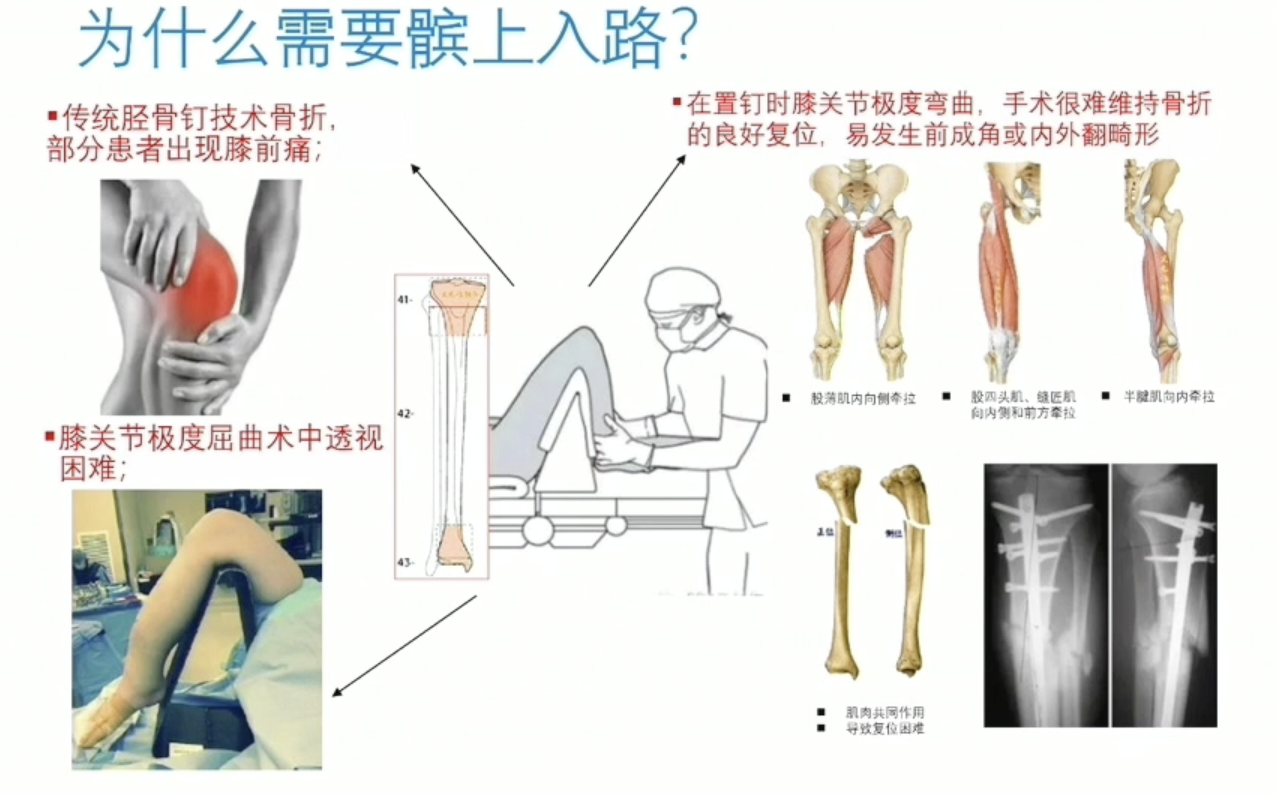 为什么需要髌上入路?
▪传统胫骨钉技术骨折,
部分患者出现膝前痛;
▪在置钉时膝关节极度弯曲,手术很难维持骨折
的良好复位,易发生前成角或内外翻畸形
41-
42-
43-
■ 股薄肌内向侧牵拉
■ 股四头肌、缝匠肌
向内侧和前方牵拉
■ 半腱肌向内牵拉
▪膝关节极度屈曲术中透视
困难;
正位
侧位
■ 肌肉共同作用
■ 导致复位困难